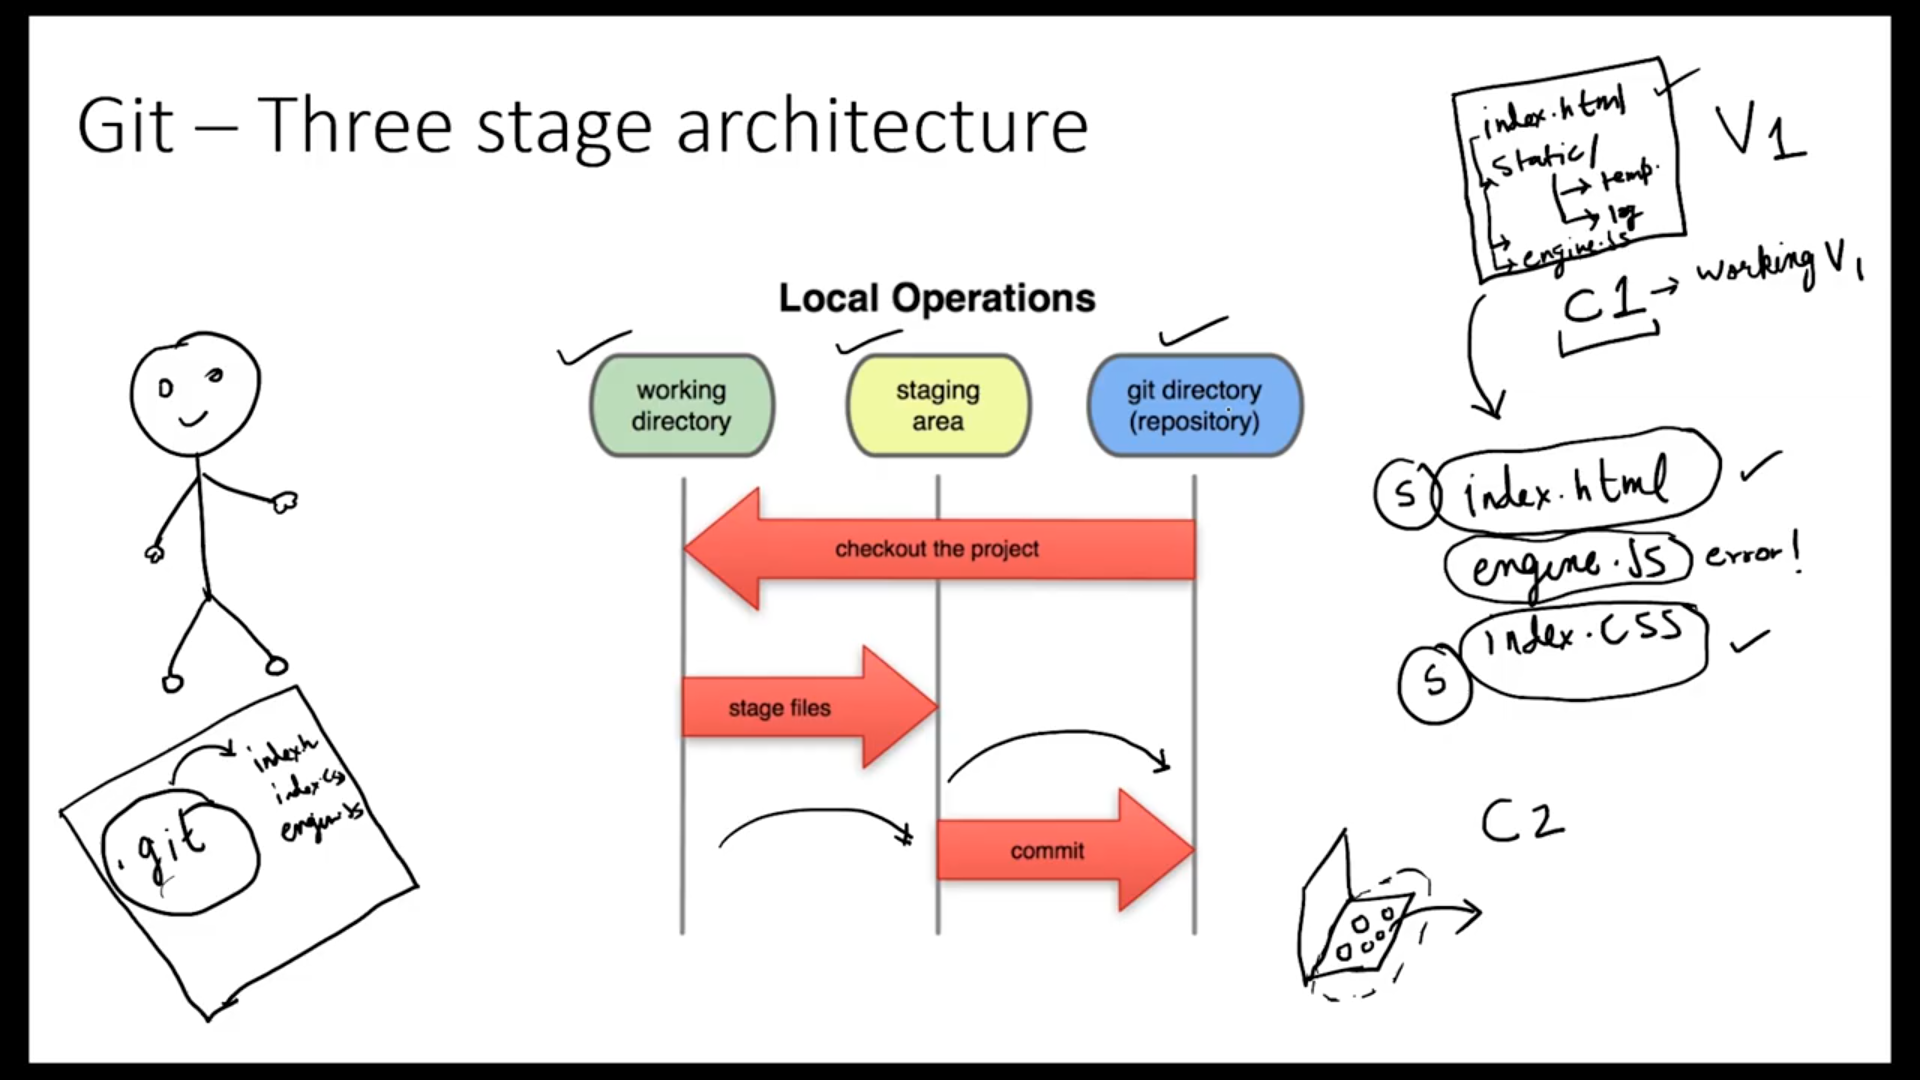 Git – Three stage architecture
index.html
static/
temp.
log
engine.js
V1
C1 → working V1
Local Operations
working
directory
staging
area
git directory
(repository)
checkout the project
stage files
commit
S index.html
engine.JS error!
index.CSS
S
.git
index.h
index.cs
engine.js
C2